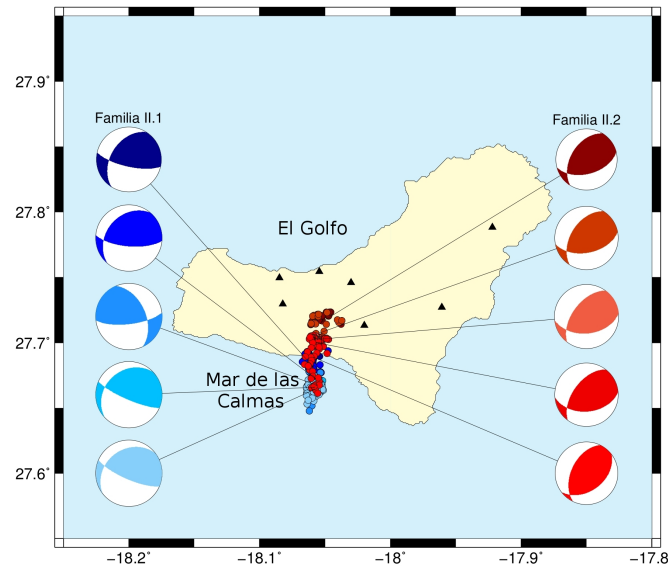 27.9°
27.8°
27.7°
27.6°
Familia II.1
Familia II.2
El Golfo
Mar de las
Calmas
−18.2°
−18.1°
−18°
−17.9°
−17.8